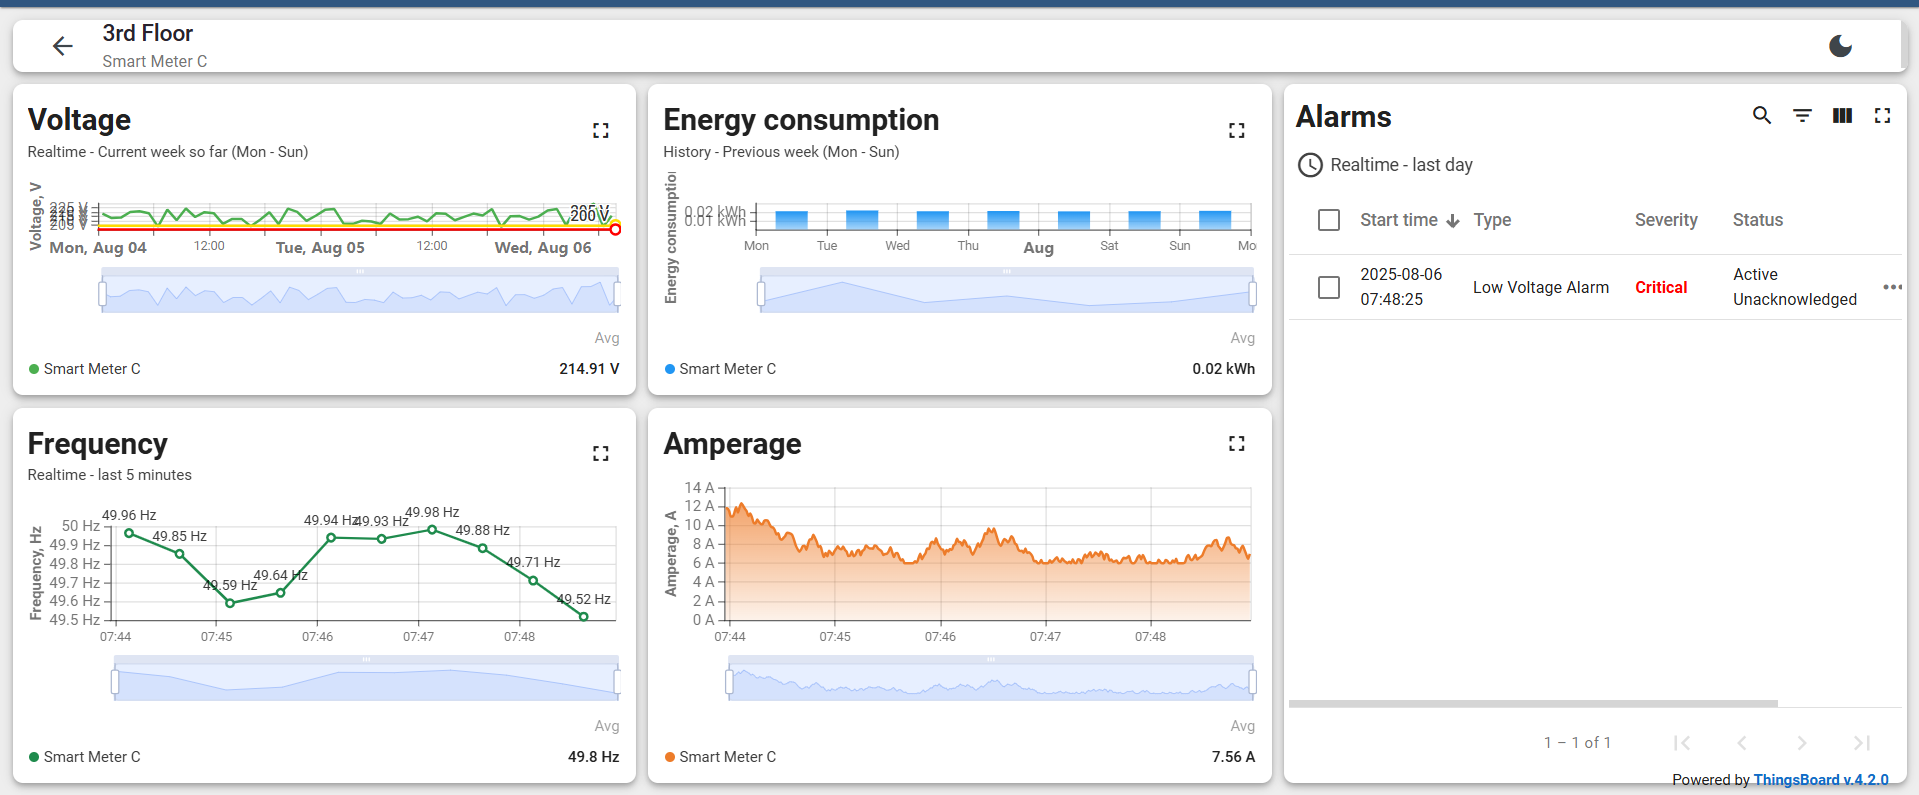 3rd Floor
Smart Meter C
Voltage
Realtime - Current week so far (Mon - Sun)
Voltage, V
225 V
205 V
205 V
200 V
Mon, Aug 04
12:00
Tue, Aug 05
12:00
Wed, Aug 06
Avg
Smart Meter C
214.91 V
Energy consumption
History - Previous week (Mon - Sun)
Energy consumption
0.02 kWh
0.01 kWh
Mon
Tue
Wed
Thu
Aug
Sat
Sun
Mo
Avg
Smart Meter C
0.02 kWh
Frequency
Realtime - last 5 minutes
Frequency, Hz
50 Hz
49.9 Hz
49.8 Hz
49.7 Hz
49.6 Hz
49.5 Hz
49.96 Hz
49.85 Hz
49.59 Hz
49.64 Hz
49.94 Hz
49.93 Hz
49.98 Hz
49.88 Hz
49.71 Hz
49.52 Hz
07:44
07:45
07:46
07:47
07:48
Avg
Smart Meter C
49.8 Hz
Amperage
Amperage, A
14 A
12 A
10 A
8 A
6 A
4 A
2 A
0 A
07:44
07:45
07:46
07:47
07:48
Avg
Smart Meter C
7.56 A
Alarms
Realtime - last day
Start time Type Severity Status
2025-08-06 07:48:25
Low Voltage Alarm
Critical
Active Unacknowledged
1 – 1 of 1
Powered by ThingsBoard v.4.2.0